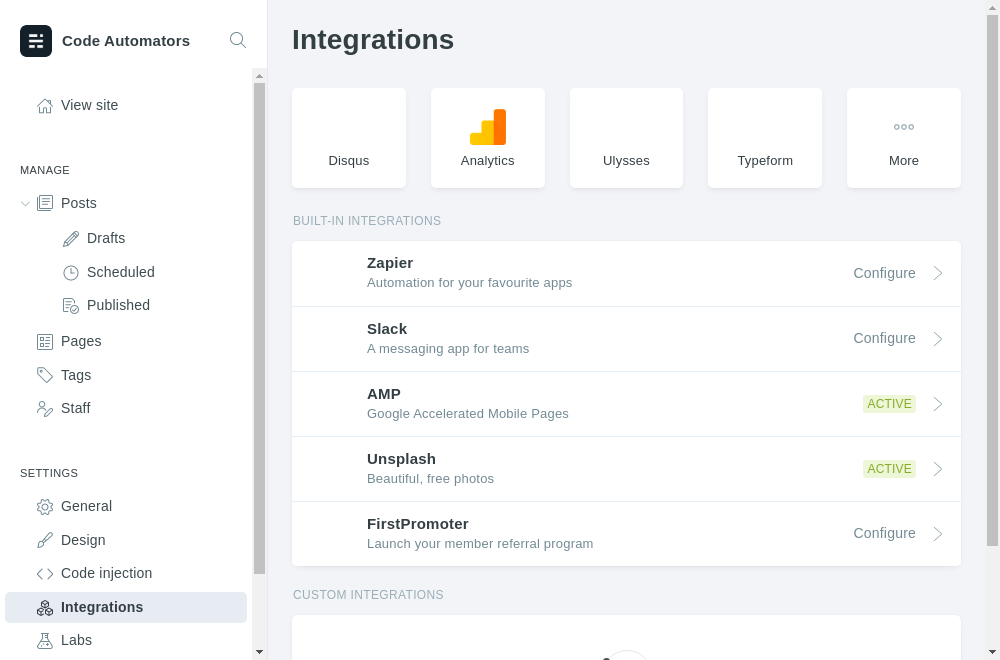 Code Automators
View site
MANAGE
Posts
Drafts
Scheduled
Published
Pages
Tags
Staff
SETTINGS
General
Design
Code injection
Integrations
Labs
Integrations
Disqus
Analytics
Ulysses
Typeform
More
BUILT-IN INTEGRATIONS
Zapier
Automation for your favourite apps
Configure
Slack
A messaging app for teams
Configure
AMP
Google Accelerated Mobile Pages
ACTIVE
Unsplash
Beautiful, free photos
ACTIVE
FirstPromoter
Launch your member referral program
Configure
CUSTOM INTEGRATIONS